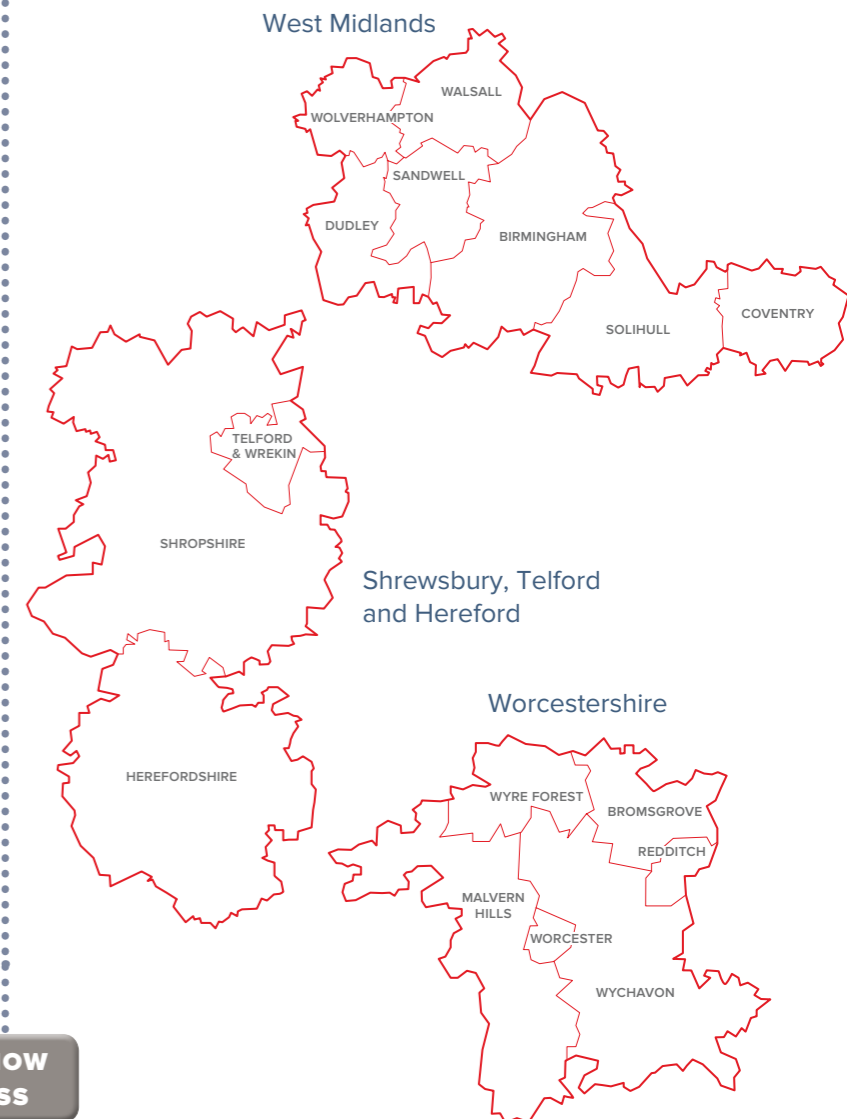 West Midlands
WALSALL
WOLVERHAMPTON
SANDWELL
DUDLEY
BIRMINGHAM
SOLIHULL
COVENTRY
TELFORD
& WREKIN
SHROPSHIRE
Shrewsbury, Telford
and Hereford
HEREFORDSHIRE
Worcestershire
WYRE FOREST
BROMSGROVE
REDDITCH
MALVERN
HILLS
WORCESTER
WYCHAVON